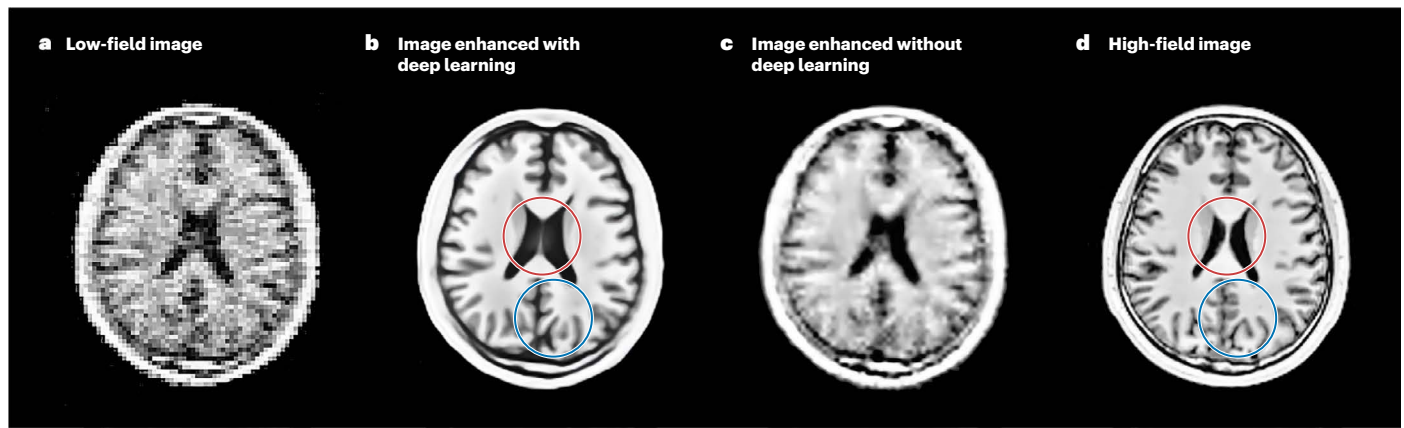 a Low-field image
b Image enhanced with
deep learning
c Image enhanced without
deep learning
d High-field image